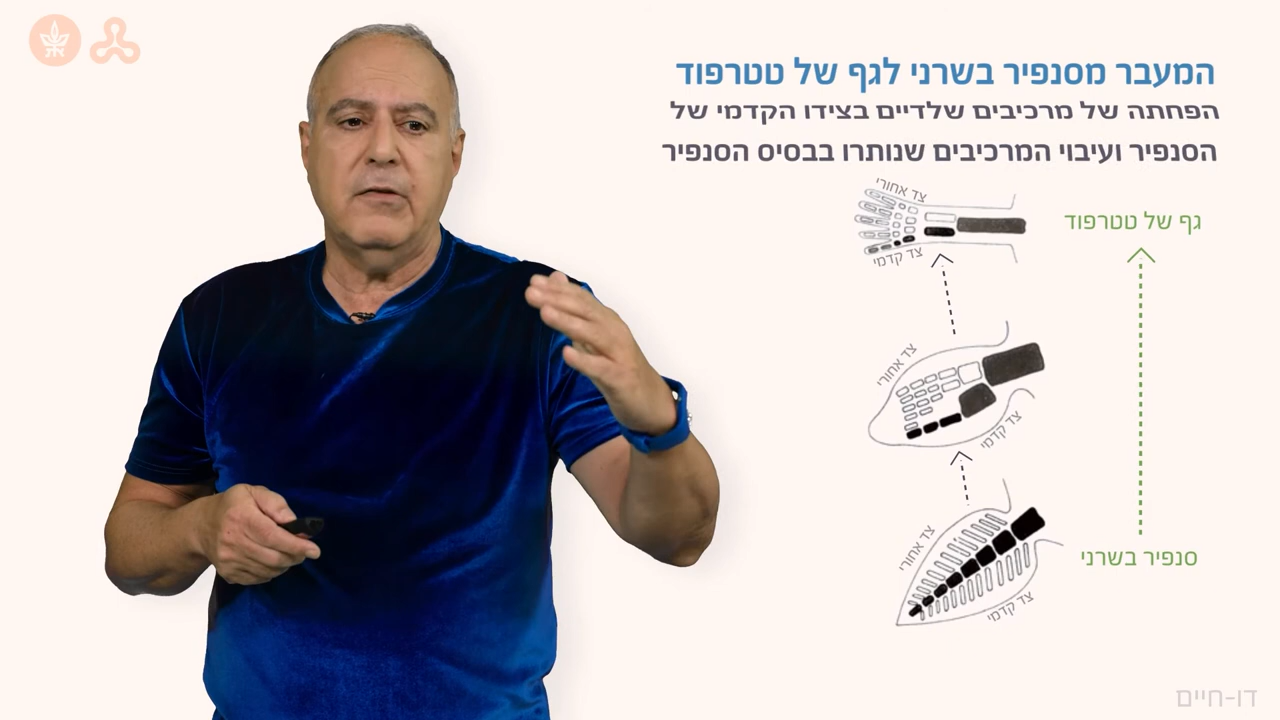 המעבר מסנפיר בשרני לגף של טטרפוד
הפחתה של מרכיבים שלדיים בצידו הקדמי של
הסנפיר ועיבוי המרכיבים שנותרו בבסיס הסנפיר
צד אחורי
גף של טטרפוד
צד קדמי
צד אחורי
צד קדמי
צד אחורי
סנפיר בשרני
צד קדמי
דו-חיים